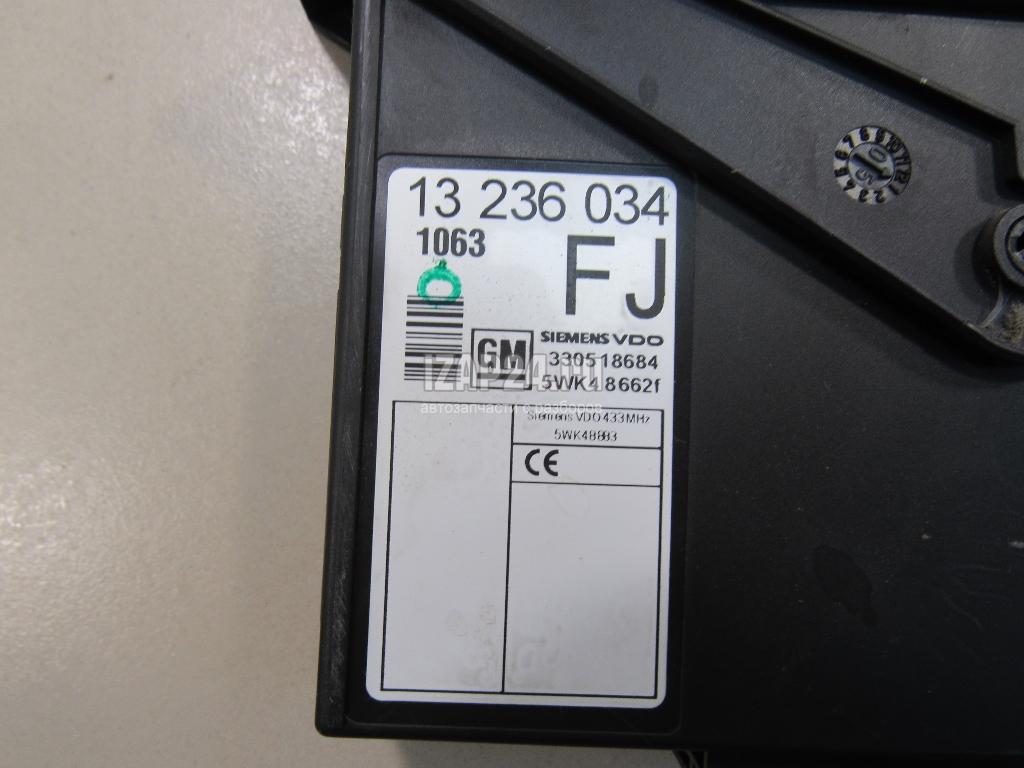 13 236 034
1063
FJ
GM
SIEMENS VDO
330518684
5WK48662f
IZAP24.RU
автозапчасти с разборов
Siemens VDO 433MHz
5WK48883
CE
05